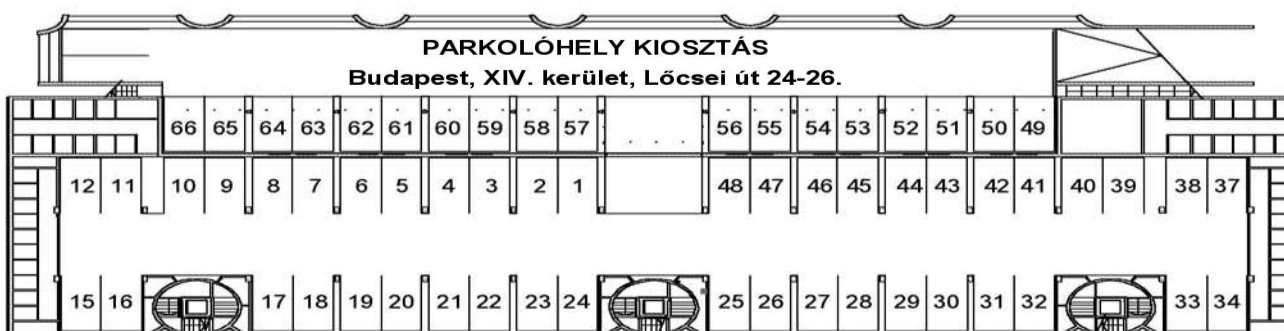 PARKOLÓHELY KIOSZTÁS
Budapest, XIV. kerület, Lőcsei út 24-26.
66 65 64 63 62 61 60 59 58 57 56 55 54 53 52 51 50 49
12 11 10 9 8 7 6 5 4 3 2 1 48 47 46 45 44 43 42 41 40 39 38 37
15 16 17 18 19 20 21 22 23 24 25 26 27 28 29 30 31 32 33 34